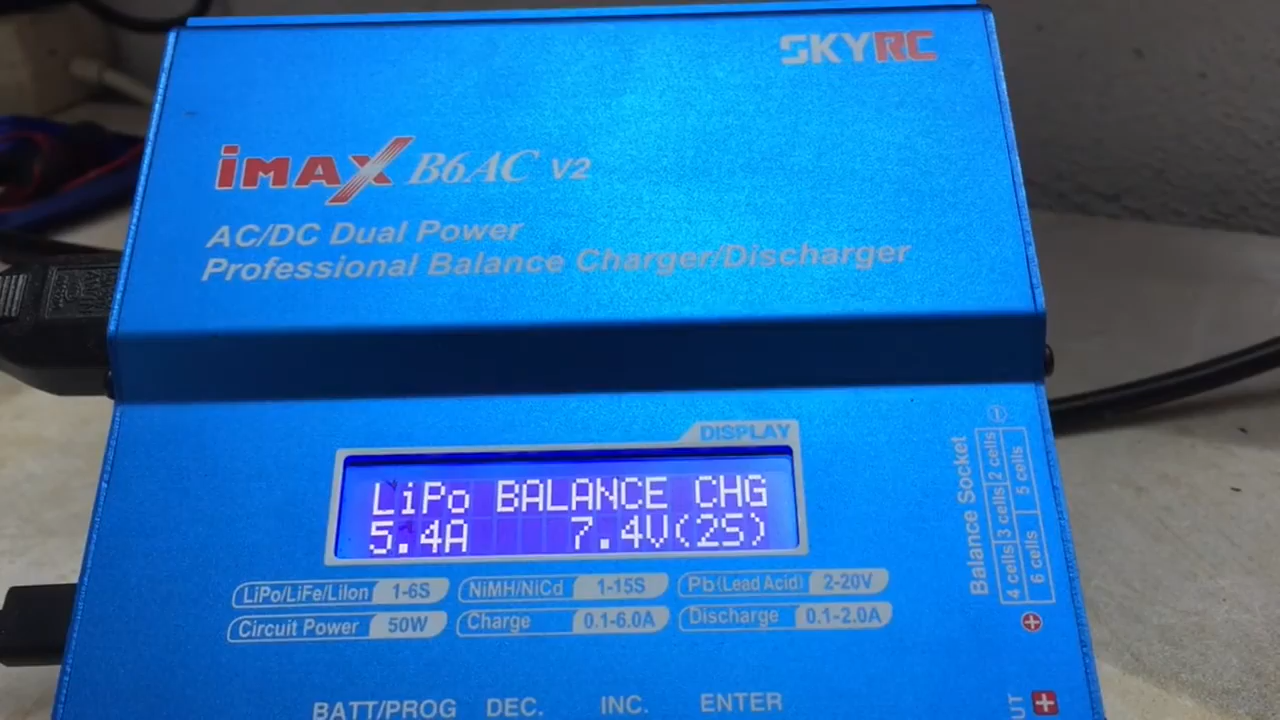 SKYRC
iMAX B6AC V2
AC/DC Dual Power
Professional Balance Charger/Discharger
DISPLAY
LiPo BALANCE CHG
5.4A 7.4V(2S)
LiPo/LiFe/LiIon 1-6S NiMH/NiCd 1-15S Pb(Lead Acid) 2-20V
Circuit Power 50W Charge 0.1-6.0A Discharge 0.1-2.0A
BATT/PROG DEC. INC. ENTER
Balance Socket
4 cells 3 cells 2 cells
6 cells 5 cells